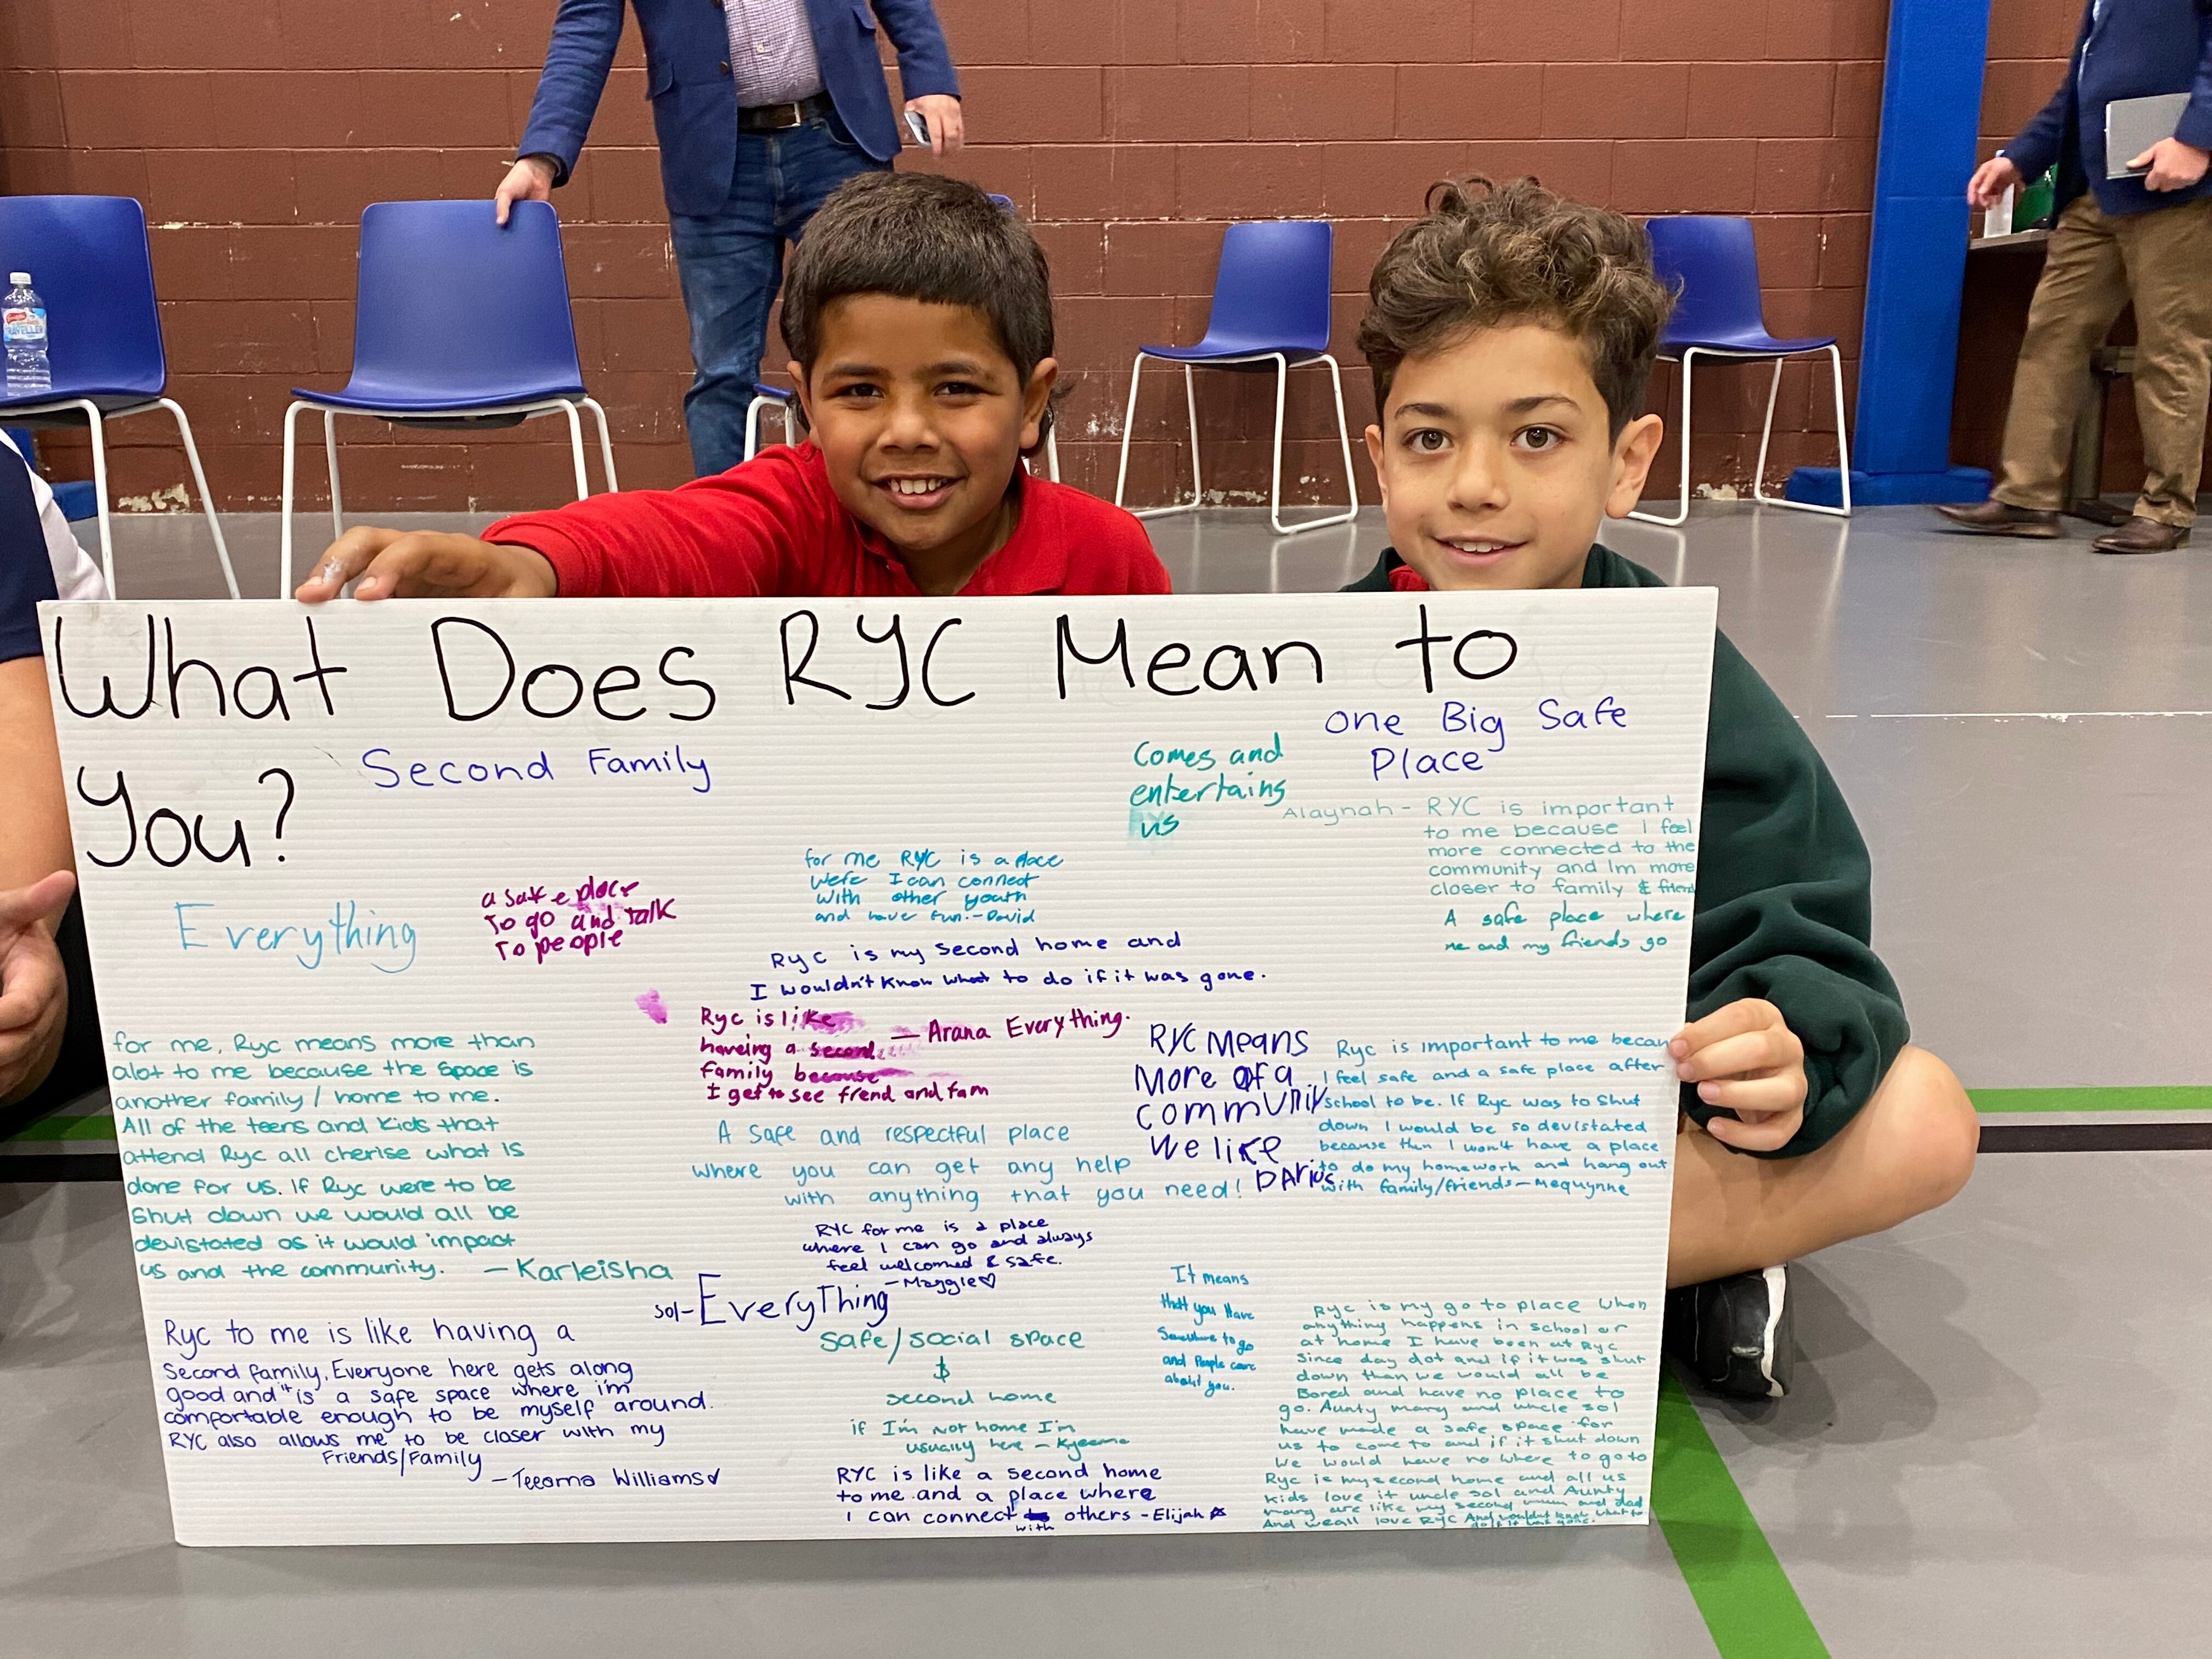 What Does RYC Mean to
You?
Second Family
Comes and
entertains
us
one Big Safe
Place
Alaynah - RYC is important
to me because i feel
more connected to the
community and Im more
closer to family & friend
A safe place where
me and my friends go
Everything
a safe place
To go and talk
To people
for me RYC is a place
were I can connect
with other youth
and have fun. - David
Ryc is my second home and
I wouldn't know what to do if it was gone.
Ryc is like
haveing a second
family because
I get to see frend and fam
— Arana Everything.
for me, Ryc means more than
alot to me because the space is
another family / home to me.
All of the teens and kids that
attend Ryc all cherise what is
done for us. If Ryc were to be
Shut down we would all be
devistated as it would impact
us and the community. — Karleisha
RYC Means
More of a
community
We like
DArius
Ryc is important to me becau
I feel safe and a safe place after
school to be. If Ryc was to shut
down I would be so devistated
because then I won't have a place
to do my homework and hang out
with family/friends - Mequynne
A safe and respectful place
where you can get any help
with anything that you need!
RYC for me is a place
where I can go and always
feel welcomed & safe.
- Maggie♡
Sol - EveryThing
safe/social space
$
second home
if I'm not home I'm
usually here - Kyeema
RYC is like a second home
to me and a place where
i can connect with others - Elijah
Ryc to me is like having a
Second family. Everyone here gets along
good and "it is" a safe space where i'm
comfortable enough to be myself around.
RYC also allows me to be closer with my
Friends/Family
- Teearna Williams
It means
that you Have
Somewhere to go
and People care
about you.
Ryc is my go to place when
anything happens in school or
at home I have been at Ryc
Since day dot and if it was shut
down than we would all be
Bored and have no place to
go. Aunty mary and uncle sol
have made a safe space for
us to come to and if it shut down
We would have no where to go to
Ryc is my second home and all us
kids love it uncle sol and Aunty
mary are like my second mum and dad
And we all love RYC And wouldnt know what to
do if it was gone.